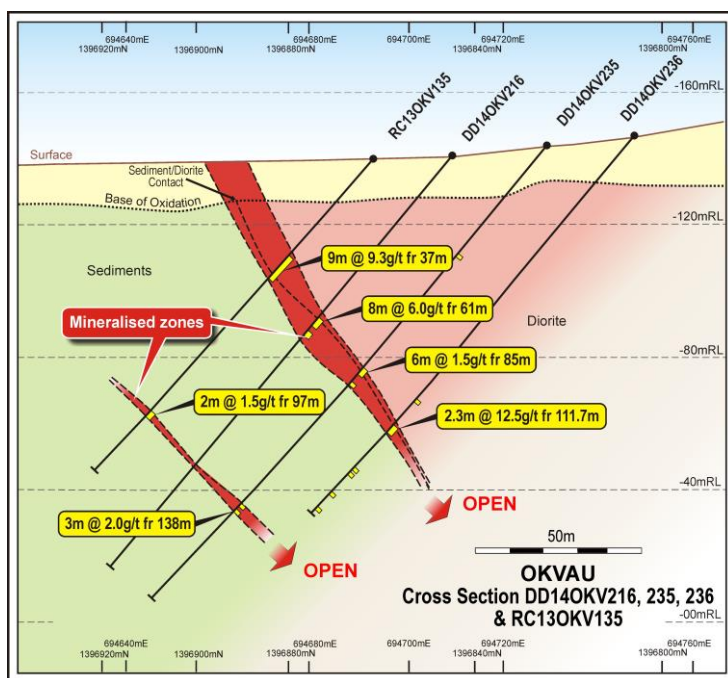 694640mE 694680mE 694700mE 694720mE 694760mE
1396920mN 1396900mN 1396880mN 1396840mN 1396800mN
RC13OKV135
DD14OKV216
DD14OKV235
DD14OKV236
-160mRL
Surface
Sediment/Diorite
Contact
Base of Oxidation
-120mRL
Sediments
9m @ 9.3g/t fr 37m
8m @ 6.0g/t fr 61m
Diorite
Mineralised zones
-80mRL
6m @ 1.5g/t fr 85m
2m @ 1.5g/t fr 97m
2.3m @ 12.5g/t fr 111.7m
-40mRL
OPEN
3m @ 2.0g/t fr 138m
50m
OPEN
OKVAU
Cross Section DD14OKV216, 235, 236
& RC13OKV135
-00mRL
694640mE 694680mE 694700mE 694720mE 694760mE
1396920mN 1396900mN 1396880mN 1396840mN 1396800mN